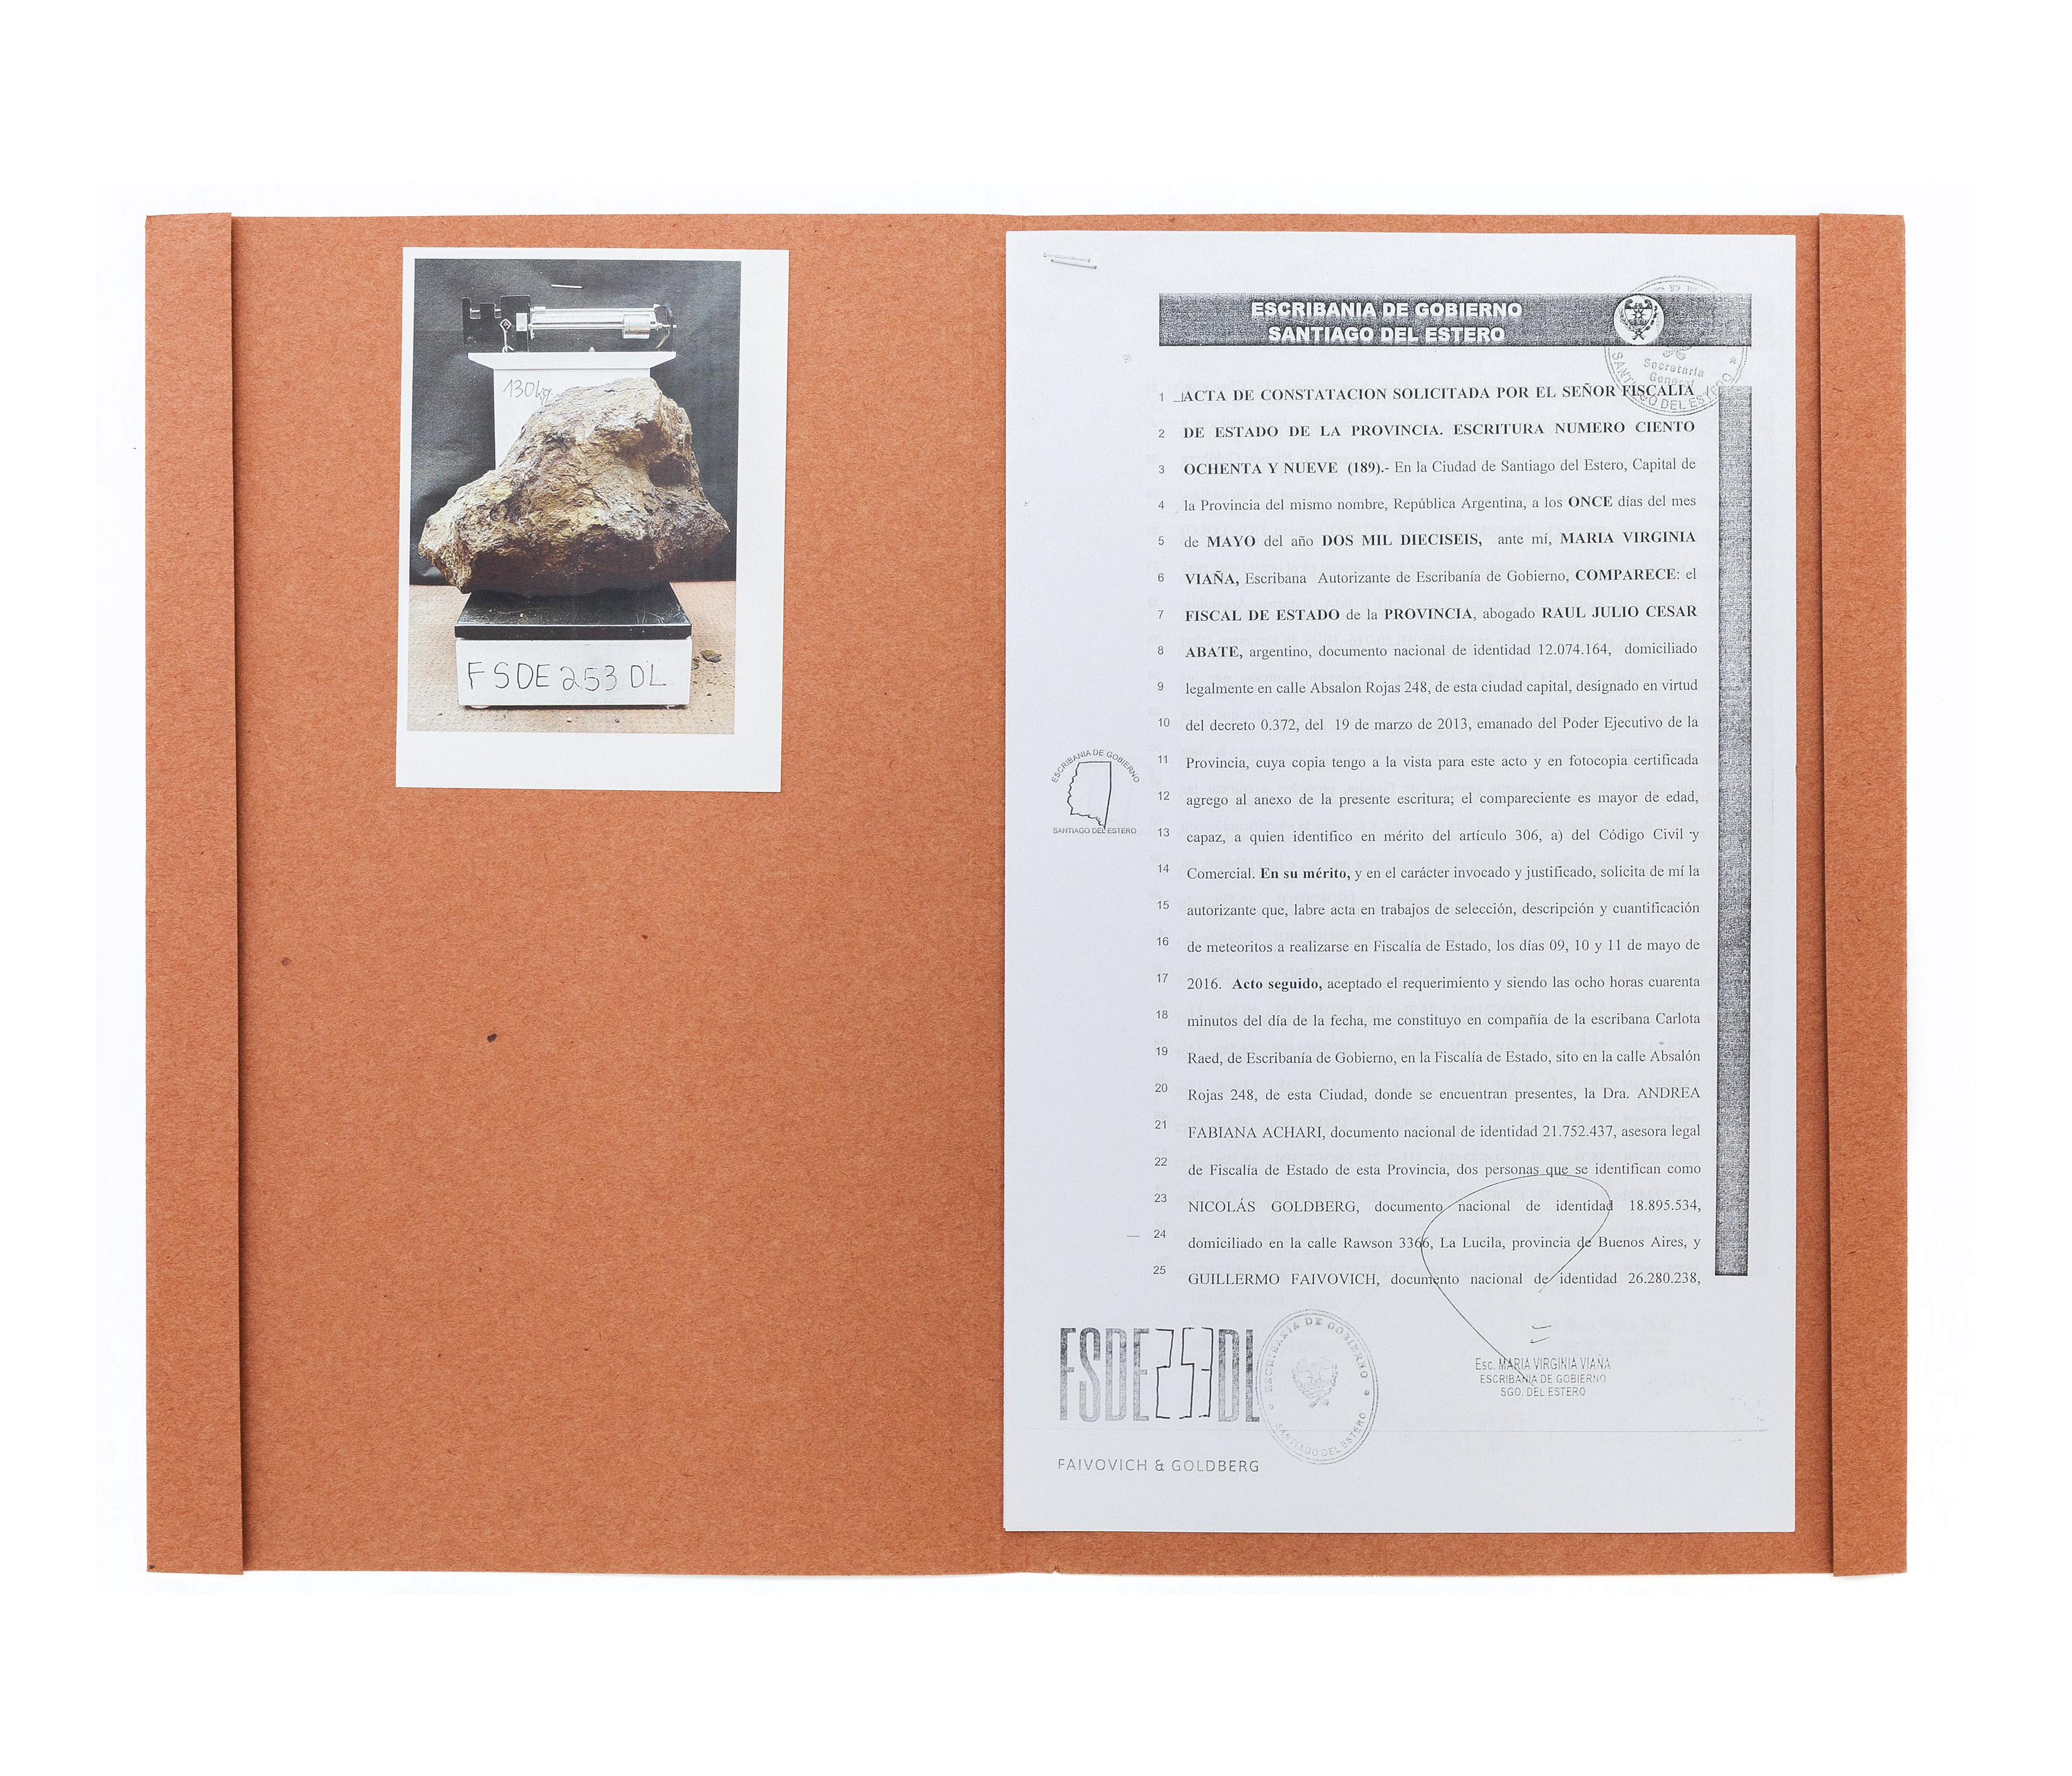 130kg
FSDE 253 DL
ESCRIBANIA DE GOBIERNO
SANTIAGO DEL ESTERO
Secretaria
General
SANTIAGO DEL ESTERO
1 ACTA DE CONSTATACION SOLICITADA POR EL SEÑOR FISCALIA
2 DE ESTADO DE LA PROVINCIA. ESCRITURA NUMERO CIENTO
3 OCHENTA Y NUEVE (189).- En la Ciudad de Santiago del Estero, Capital de
4 la Provincia del mismo nombre, República Argentina, a los ONCE días del mes
5 de MAYO del año DOS MIL DIECISEIS, ante mí, MARIA VIRGINIA
6 VIAÑA, Escribana Autorizante de Escribanía de Gobierno, COMPARECE: el
7 FISCAL DE ESTADO de la PROVINCIA, abogado RAUL JULIO CESAR
8 ABATE, argentino, documento nacional de identidad 12.074.164, domiciliado
9 legalmente en calle Absalon Rojas 248, de esta ciudad capital, designado en virtud
10 del decreto 0.372, del 19 de marzo de 2013, emanado del Poder Ejecutivo de la
11 Provincia, cuya copia tengo a la vista para este acto y en fotocopia certificada
12 agrego al anexo de la presente escritura; el compareciente es mayor de edad,
13 capaz, a quien identifico en mérito del artículo 306, a) del Código Civil y
14 Comercial. En su mérito, y en el carácter invocado y justificado, solicita de mí la
15 autorizante que, labre acta en trabajos de selección, descripción y cuantificación
16 de meteoritos a realizarse en Fiscalía de Estado, los días 09, 10 y 11 de mayo de
17 2016. Acto seguido, aceptado el requerimiento y siendo las ocho horas cuarenta
18 minutos del día de la fecha, me constituyo en compañía de la escribana Carlota
19 Raed, de Escribanía de Gobierno, en la Fiscalía de Estado, sito en la calle Absalón
20 Rojas 248, de esta Ciudad, donde se encuentran presentes, la Dra. ANDREA
21 FABIANA ACHARI, documento nacional de identidad 21.752.437, asesora legal
22 de Fiscalía de Estado de esta Provincia, dos personas que se identifican como
23 NICOLÁS GOLDBERG, documento nacional de identidad 18.895.534,
24 domiciliado en la calle Rawson 3366, La Lucila, provincia de Buenos Aires, y
25 GUILLERMO FAIVOVICH, documento nacional de identidad 26.280.238,
ESCRIBANIA DE GOBIERNO
SANTIAGO DEL ESTERO
FSDE253DL
ESCRIBANIA DE GOBIERNO
SANTIAGO DEL ESTERO
Esc. MARIA VIRGINIA VIAÑA
ESCRIBANIA DE GOBIERNO
SGO. DEL ESTERO
FAIVOVICH & GOLDBERG